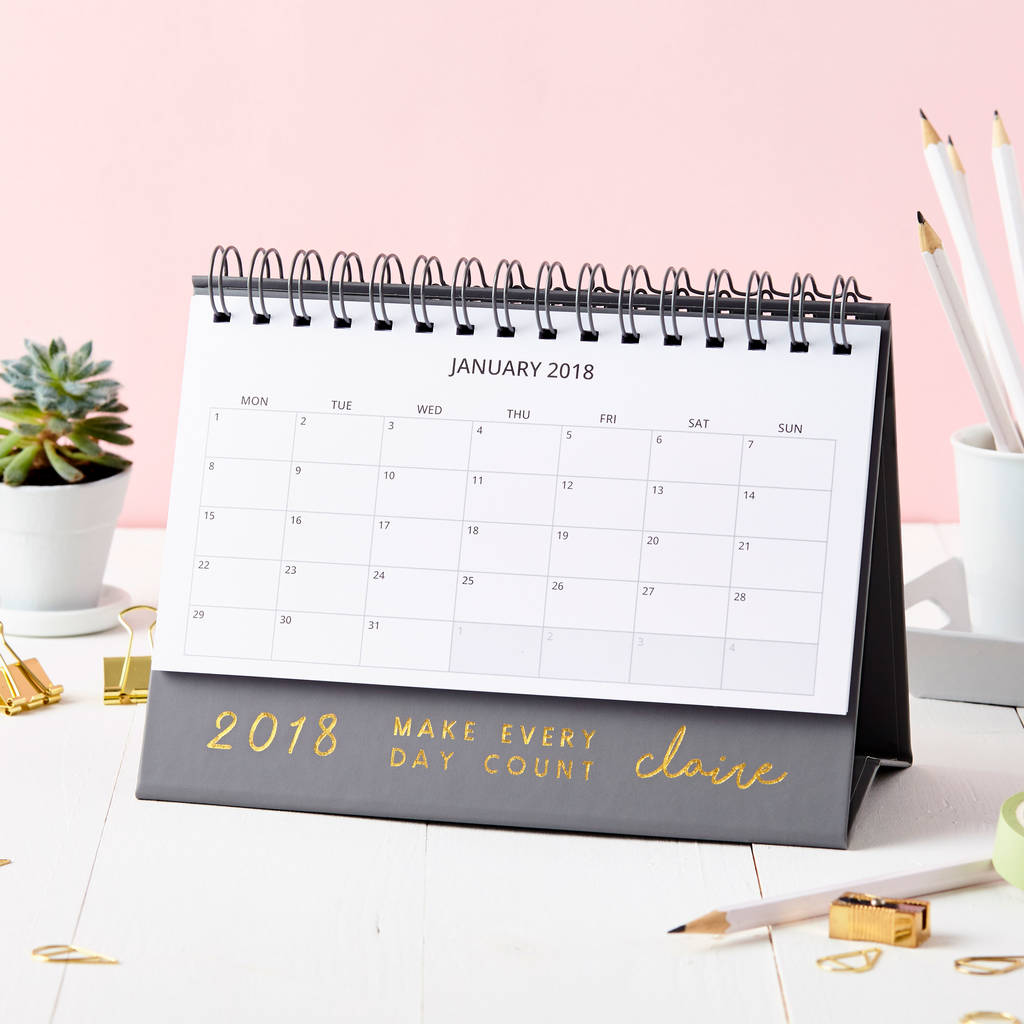 JANUARY 2018
MON TUE WED THU FRI SAT SUN
1 2 3 4 5 6 7
8 9 10 11 12 13 14
15 16 17 18 19 20 21
22 23 24 25 26 27 28
29 30 31 1 2 3 4
2018
MAKE EVERY
DAY COUNT
claire